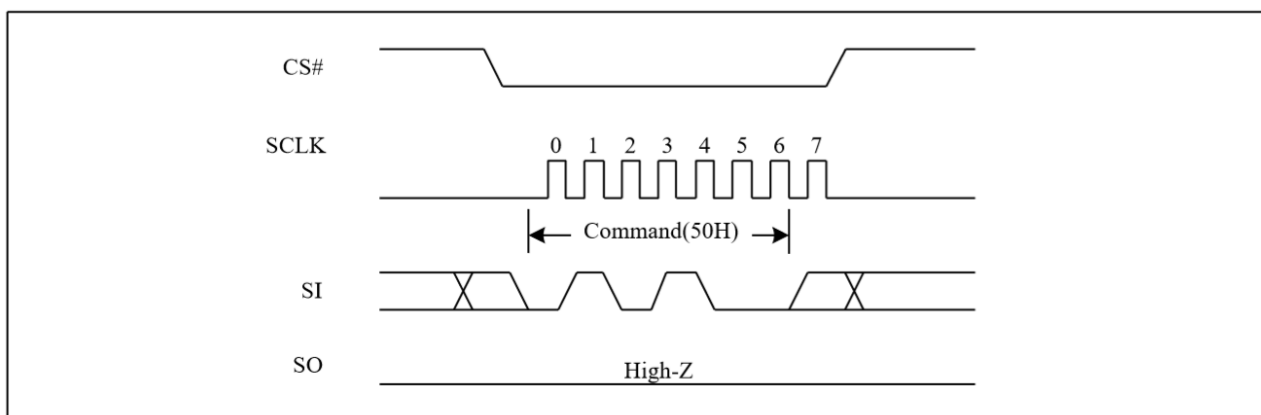 CS#
SCLK
0 1 2 3 4 5 6 7
Command(50H)
SI
SO
High-Z